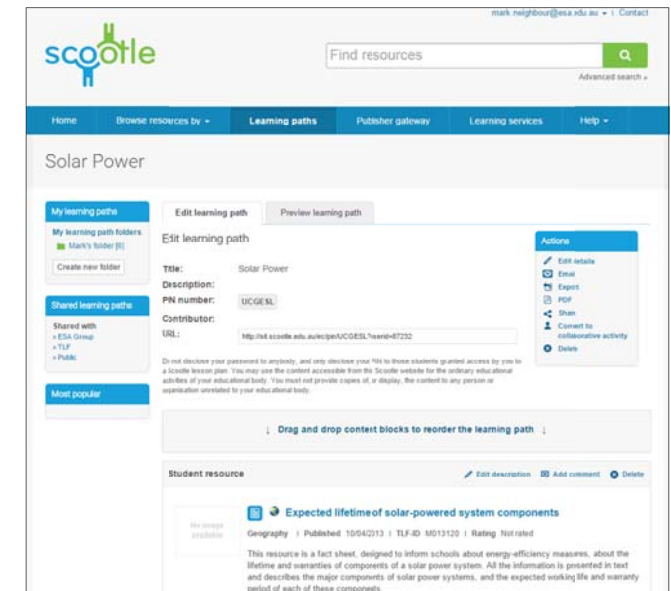 mark.neighbour@esa.edu.au | Contact
scootle
Find resources
Advanced search »
Home Browse resources by Learning paths Publisher gateway Learning services Help
Solar Power
My learning paths
My learning path folders
Mark's folder [6]
Create new folder
Shared learning paths
Shared with
» ESA Group
» TLF
» Public
Most popular
Edit learning path Preview learning path
Edit learning path
Title: Solar Power
Description:
PIN number: UCGESL
Contributor:
URL: http://sit.scootle.edu.au/ec/pin/UCGESL?userid=87232
Do not disclose your password to anybody, and only disclose your PIN to those students granted access by you to
a Scootle lesson plan. You may use the content accessible from the Scootle website for the ordinary educational
activities of your educational body. You must not provide copies of, or display, the content to any person or
organisation unrelated to your educational body.
Actions
Edit details
Email
Export
PDF
Share
Convert to
collaborative activity
Delete
↓ Drag and drop content blocks to reorder the learning path ↓
Student resource Edit description Add comment Delete
No image
available
Expected lifetime of solar-powered system components
Geography | Published 10/04/2013 | TLF-ID M013120 | Rating Not rated
This resource is a fact sheet, designed to inform schools about energy-efficiency measures, about the
lifetime and warranties of components of a solar power system. All the information is presented in text
and describes the major components of solar power systems, and the expected working life and warranty
period of each of these components.